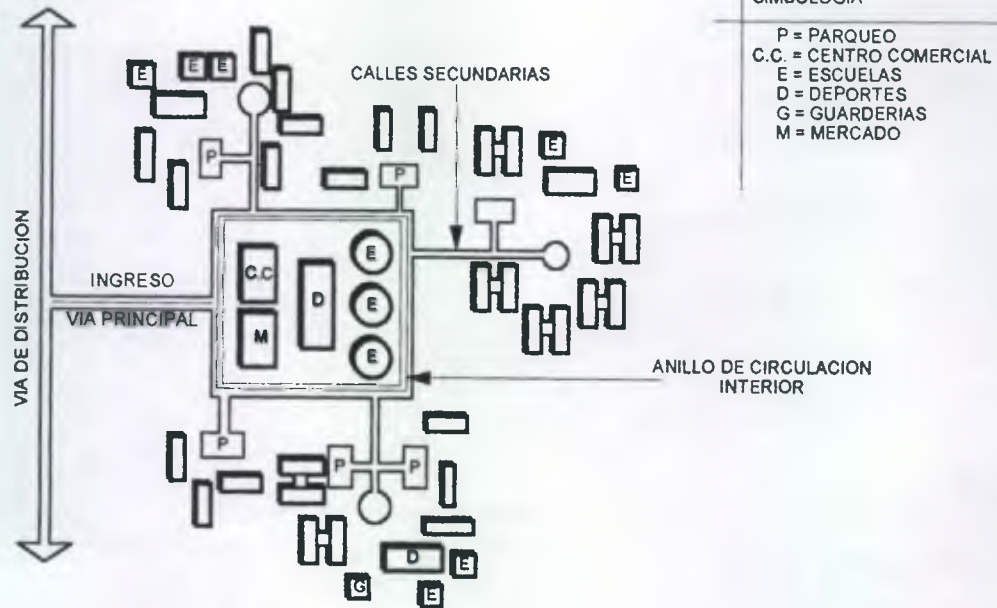 SIMBOLOGIA
P = PARQUEO
C.C. = CENTRO COMERCIAL
E = ESCUELAS
D = DEPORTES
G = GUARDERIAS
M = MERCADO
CALLES SECUNDARIAS
VIA DE DISTRIBUCION
INGRESO
VIA PRINCIPAL
ANILLO DE CIRCULACION
INTERIOR
E
E E
P
P
E
E
C.C
D
E
E
M
E
P
P
P
D
E
G
E